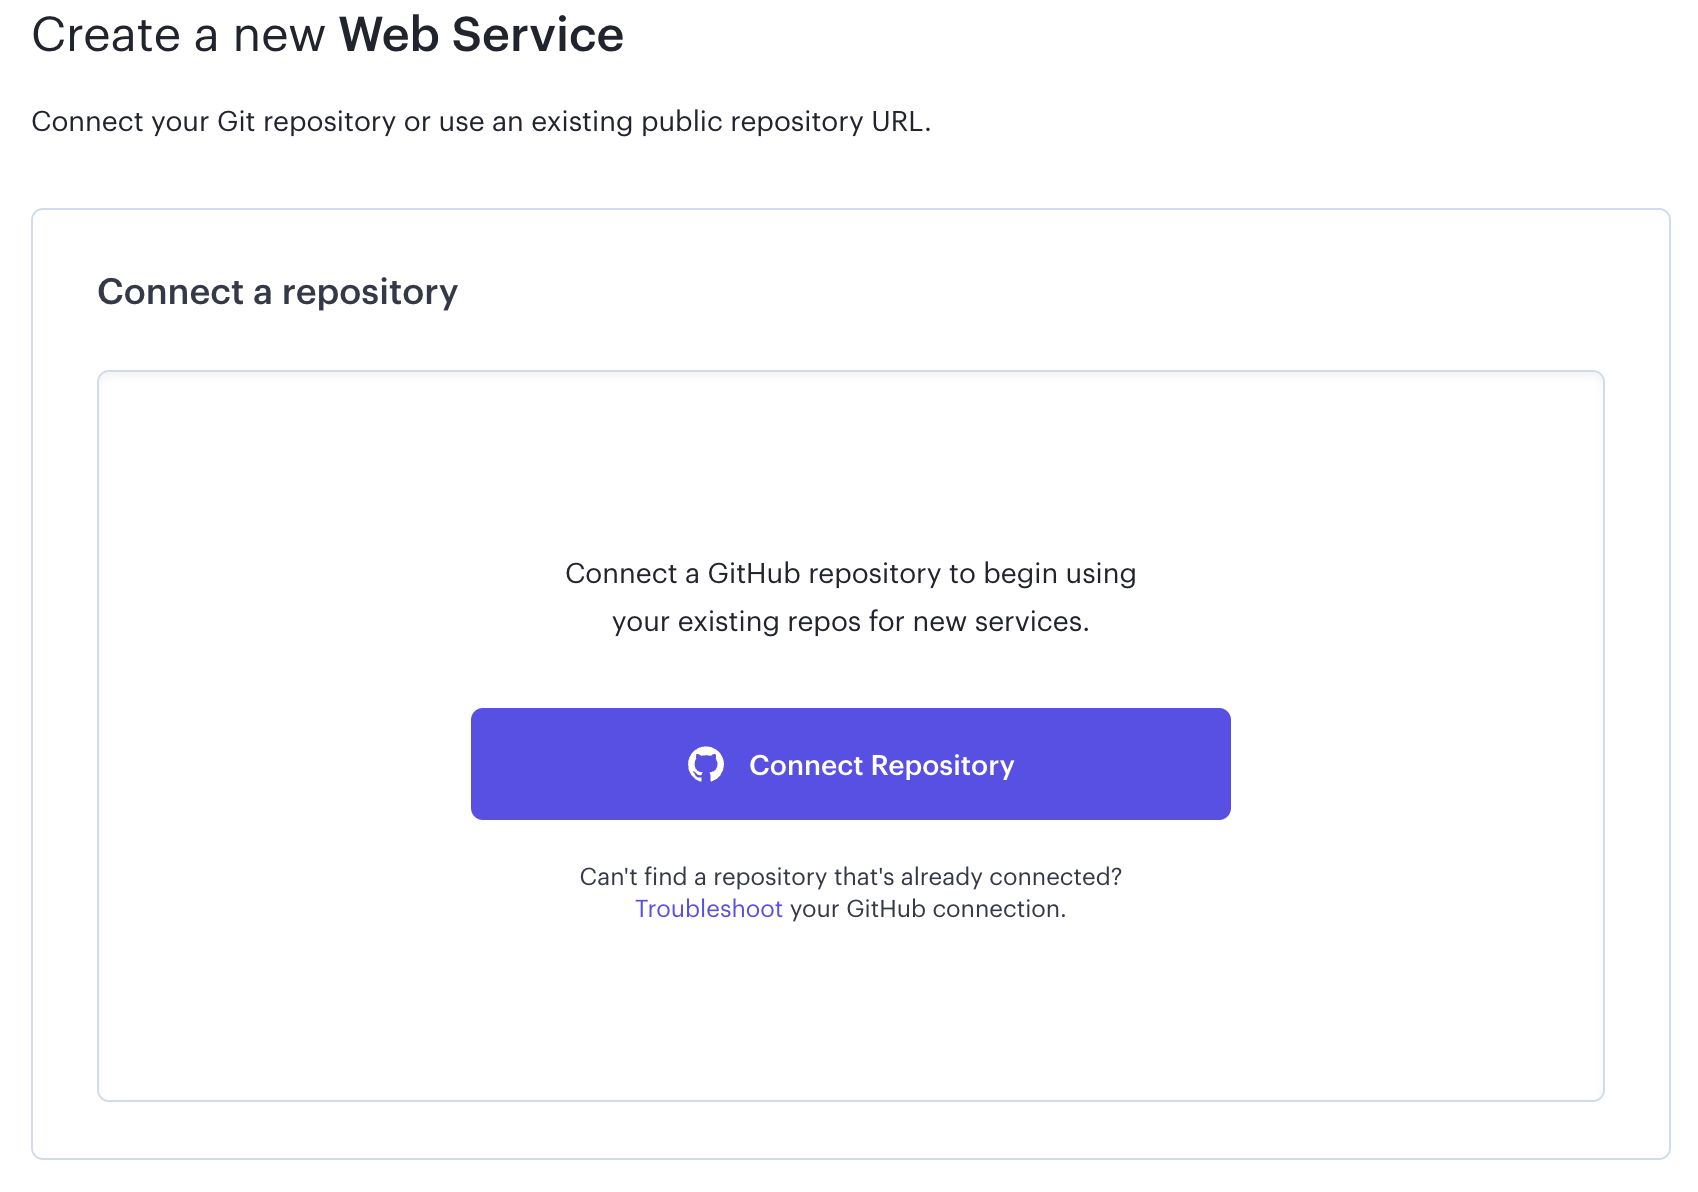 Create a new Web Service
Connect your Git repository or use an existing public repository URL.
Connect a repository
Connect a GitHub repository to begin using
your existing repos for new services.
Connect Repository
Can't find a repository that's already connected?
Troubleshoot your GitHub connection.